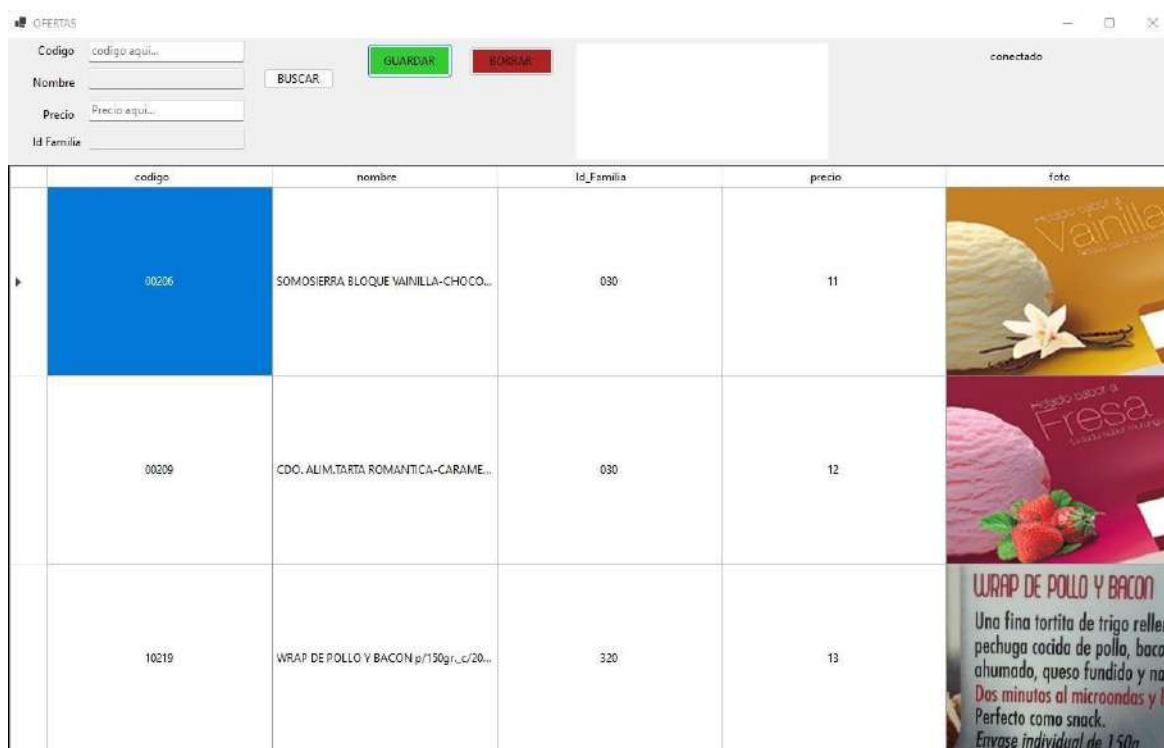 OFERTAS
Codigo codigo aqui...
GUARDAR BORRAR
conectado
Nombre
BUSCAR
Precio Precio aqui...
Id Familia
codigo nombre Id_Familia precio foto
00206 SOMOSIERRA BLOQUE VAINILLA-CHOCO... 030 11
Helado sabor a
Vainilla
00209 CDO. ALIM.TARTA ROMANTICA-CARAME... 030 12
Helado sabor a
Fresa
10219 WRAP DE POLLO Y BACON p/150gr._c/20... 320 13
WRAP DE POLLO Y BACON
Una fina tortita de trigo relle
pechuga cocida de pollo, baco
ahumado, queso fundido y na
Dos minutos al microondas y l
Perfecto como snack.
Envase individual de 150g